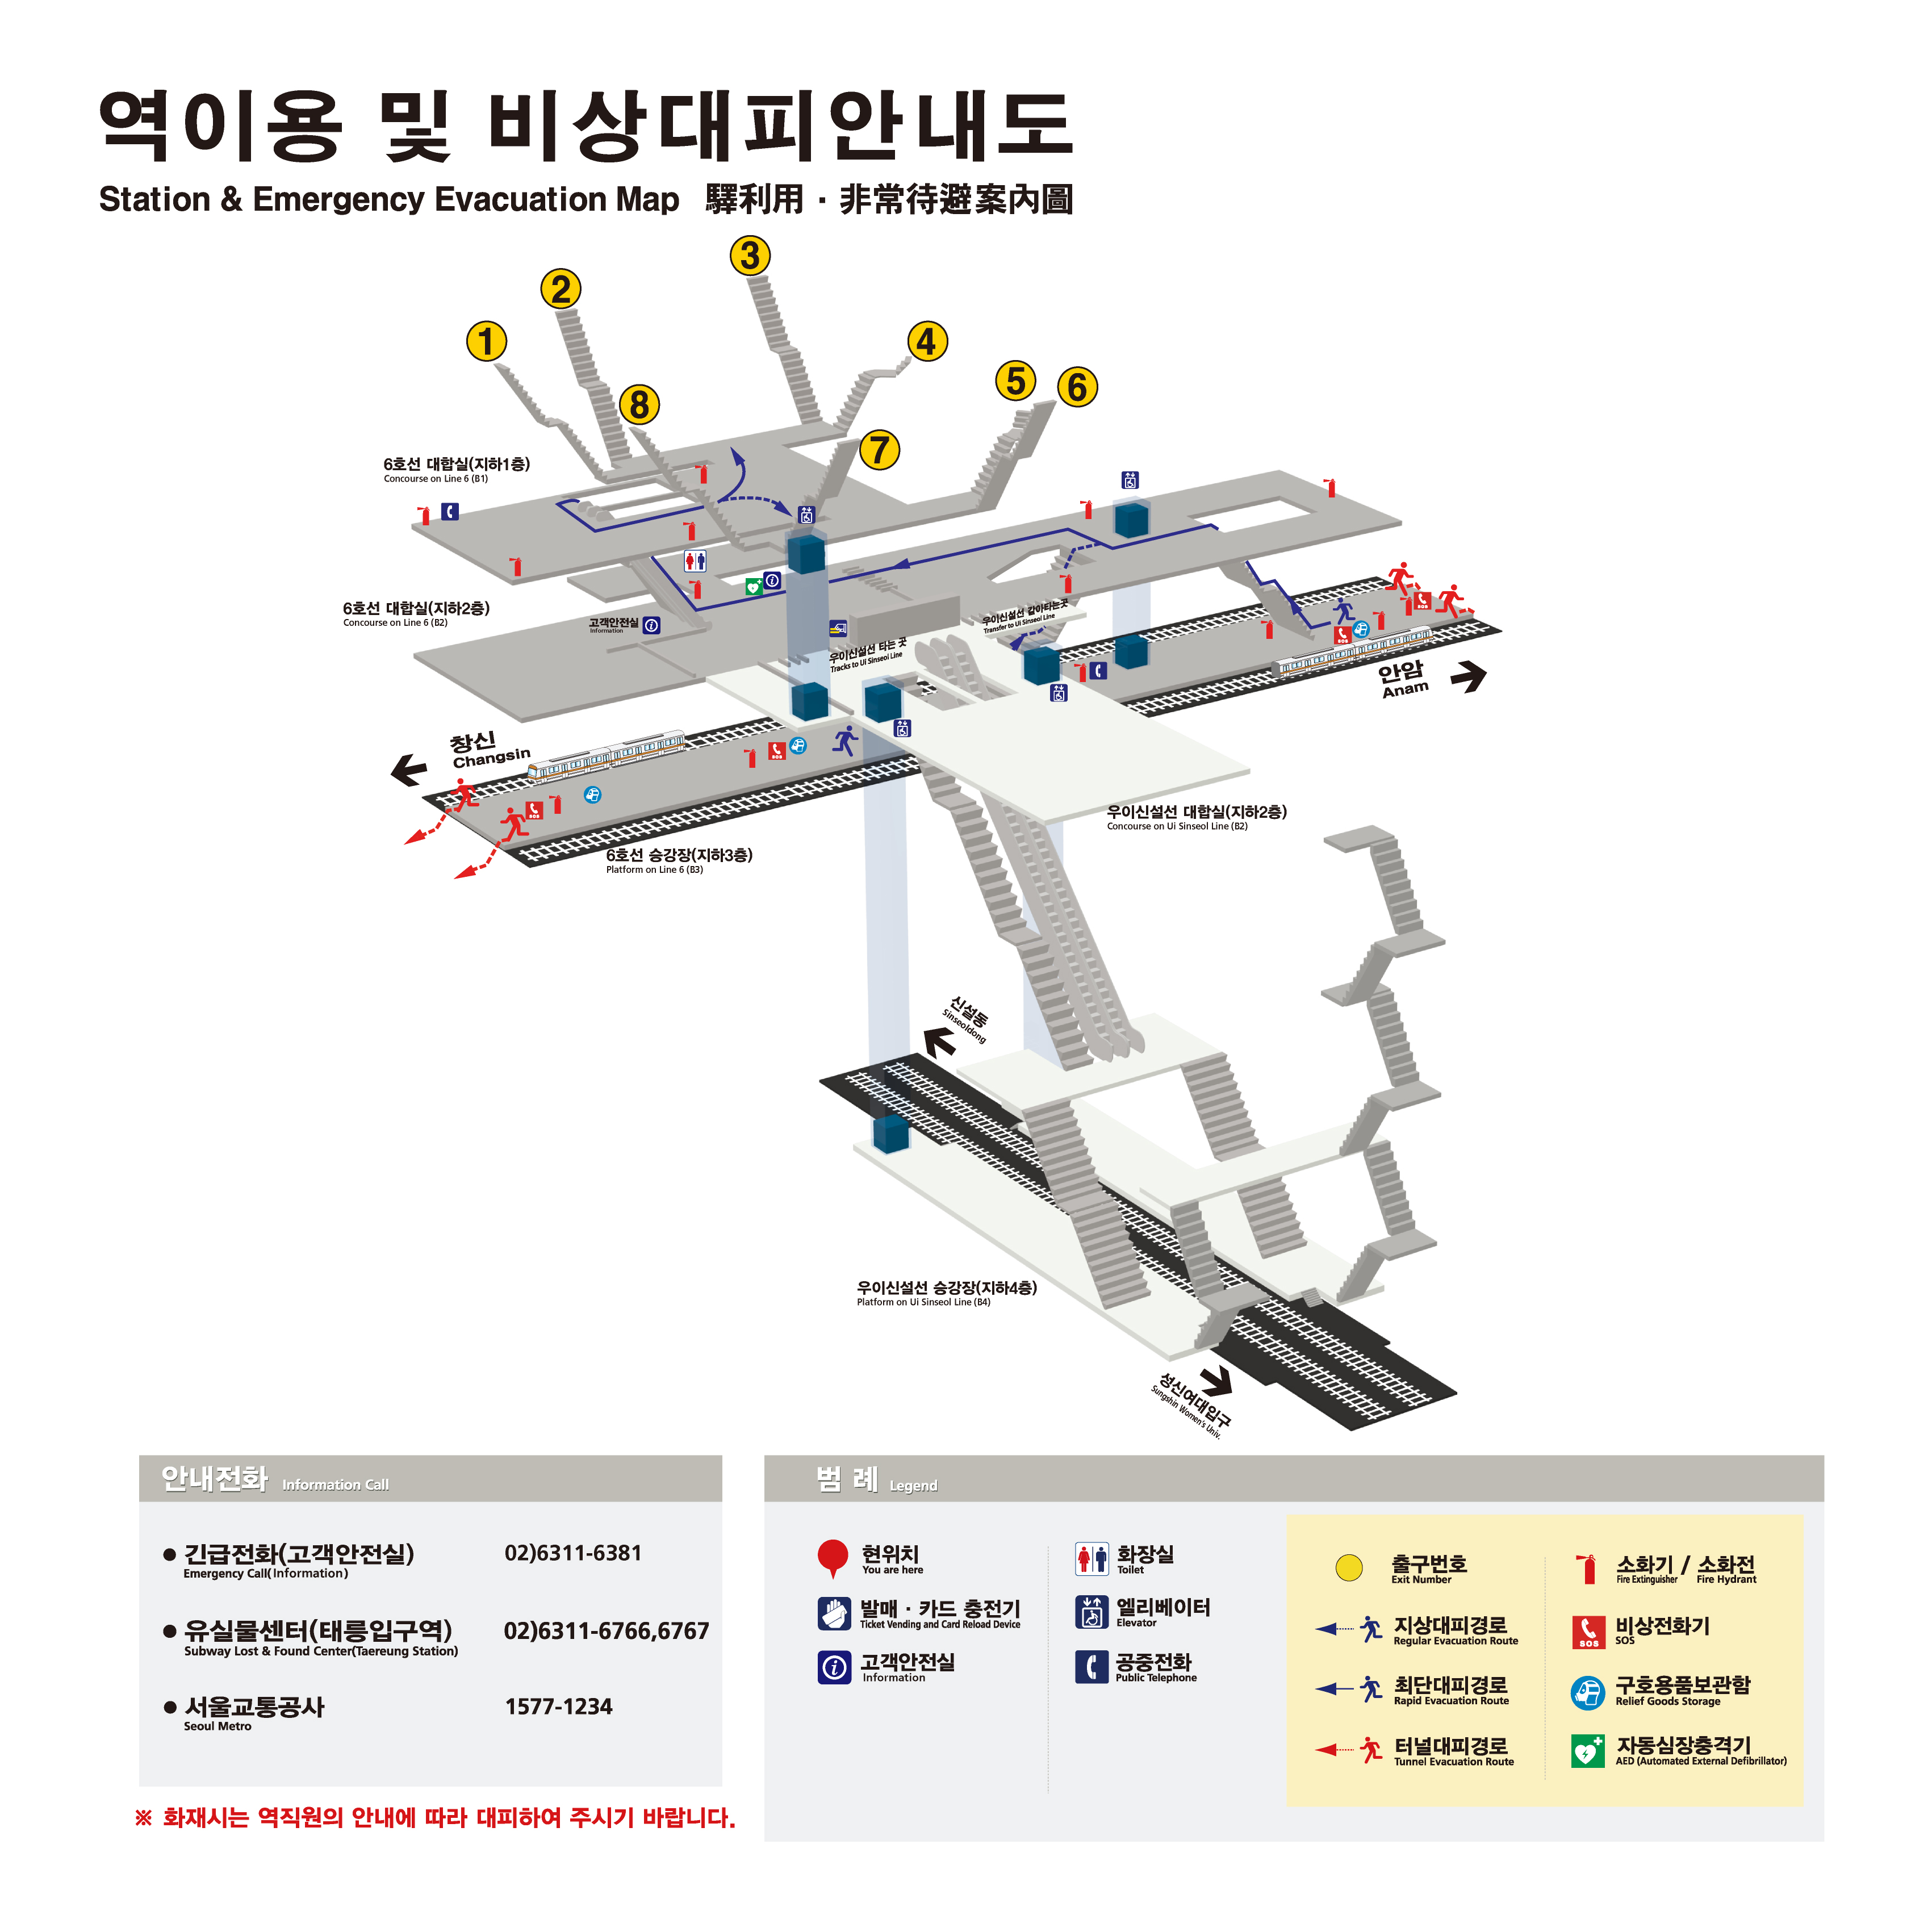 역이용 및 비상대피안내도
Station & Emergency Evacuation Map 驛利用 · 非常待避案內圖
3
2
1
4
5
6
8
7
6호선 대합실(지하1층)
Concourse on Line 6 (B1)
6호선 대합실(지하2층)
Concourse on Line 6 (B2)
고객안전실
Information
우이신설선 갈아타는곳
Transfer to Ui Sinseol Line
우이신설선 타는 곳
Tracks to Ui Sinseol Line
SOS
SOS
안암
Anam
창신
Changsin
SOS
SOS
6호선 승강장(지하3층)
Platform on Line 6 (B3)
우이신설선 대합실(지하2층)
Concourse on Ui Sinseol Line (B2)
신설동
Sinseoldong
우이신설선 승강장(지하4층)
Platform on Ui Sinseol Line (B4)
성신여대입구
Sungshin Women's Univ.
안내전화 Information Call
긴급전화(고객안전실) 02)6311-6381
Emergency Call(Information)
유실물센터(태릉입구역) 02)6311-6766,6767
Subway Lost & Found Center(Taereung Station)
서울교통공사 1577-1234
Seoul Metro
※ 화재시는 역직원의 안내에 따라 대피하여 주시기 바랍니다.
범 례 Legend
현위치
You are here
발매 · 카드 충전기
Ticket Vending and Card Reload Device
고객안전실
Information
화장실
Toilet
엘리베이터
Elevator
공중전화
Public Telephone
출구번호
Exit Number
지상대피경로
Regular Evacuation Route
최단대피경로
Rapid Evacuation Route
터널대피경로
Tunnel Evacuation Route
소화기 / 소화전
Fire Extinguisher Fire Hydrant
SOS
비상전화기
SOS
구호용품보관함
Relief Goods Storage
자동심장충격기
AED (Automated External Defibrillator)